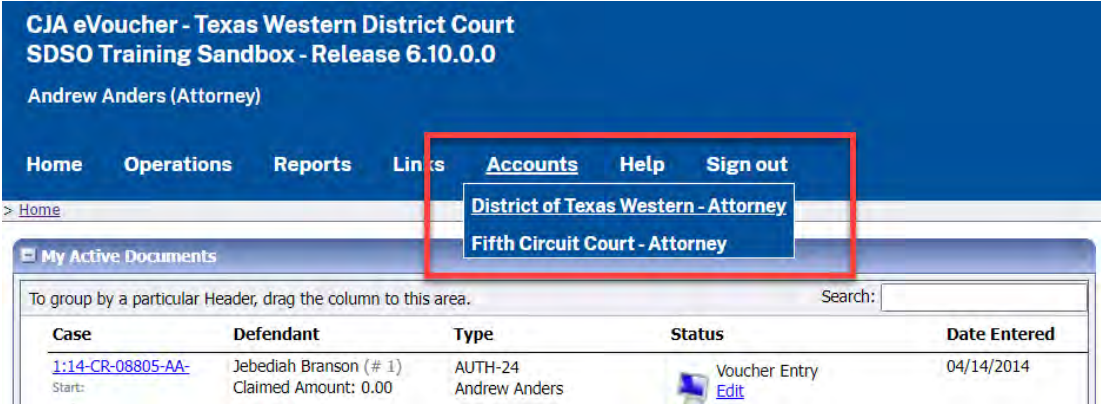 CJA eVoucher - Texas Western District Court
SDSO Training Sandbox - Release 6.10.0.0
Andrew Anders (Attorney)
Home Operations Reports Links Accounts Help Sign out
District of Texas Western - Attorney
Fifth Circuit Court - Attorney
> Home
My Active Documents
To group by a particular Header, drag the column to this area. Search:
Case Defendant Type Status Date Entered
1:14-CR-08805-AA- Jebediah Branson (# 1) AUTH-24 Voucher Entry 04/14/2014
Start: Claimed Amount: 0.00 Andrew Anders Edit